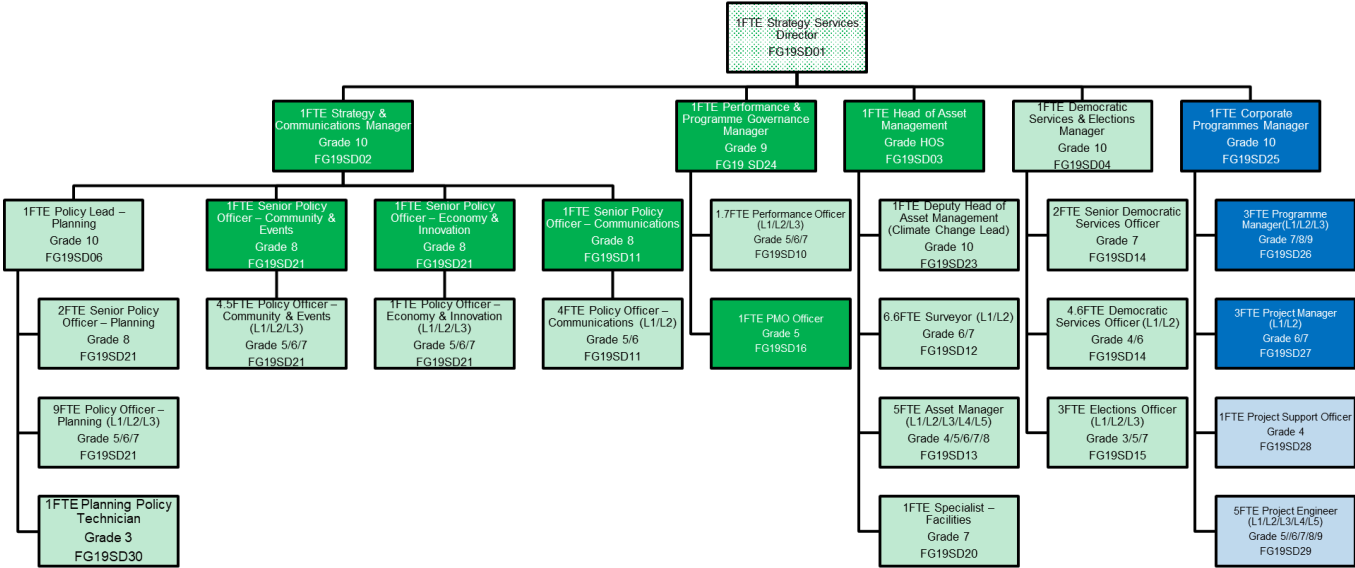 1FTE Strategy Services
Director
FG19SD01
1FTE Strategy &
Communications Manager
Grade 10
FG19SD02
1FTE Performance &
Programme Governance
Manager
Grade 9
FG19 SD24
1FTE Head of Asset
Management
Grade HOS
FG19SD03
1FTE Democratic
Services & Elections
Manager
Grade 10
FG19SD04
1FTE Corporate
Programmes Manager
Grade 10
FG19SD25
1FTE Policy Lead –
Planning
Grade 10
FG19SD06
1FTE Senior Policy
Officer – Community &
Events
Grade 8
FG19SD21
1FTE Senior Policy
Officer – Economy &
Innovation
Grade 8
FG19SD21
1FTE Senior Policy
Officer – Communications
Grade 8
FG19SD11
1.7FTE Performance Officer
(L1/L2/L3)
Grade 5/6/7
FG19SD10
1FTE Deputy Head of
Asset Management
(Climate Change Lead)
Grade 10
FG19SD23
2FTE Senior Democratic
Services Officer
Grade 7
FG19SD14
3FTE Programme
Manager(L1/L2/L3)
Grade 7/8/9
FG19SD26
2FTE Senior Policy
Officer – Planning
Grade 8
FG19SD21
4.5FTE Policy Officer –
Community & Events
(L1/L2/L3)
Grade 5/6/7
FG19SD21
1FTE Policy Officer –
Economy & Innovation
(L1/L2/L3)
Grade 5/6/7
FG19SD21
4FTE Policy Officer –
Communications (L1/L2)
Grade 5/6
FG19SD11
1FTE PMO Officer
Grade 5
FG19SD16
6.6FTE Surveyor (L1/L2)
Grade 6/7
FG19SD12
4.6FTE Democratic
Services Officer (L1/L2)
Grade 4/6
FG19SD14
3FTE Project Manager
(L1/L2)
Grade 6/7
FG19SD27
9FTE Policy Officer –
Planning (L1/L2/L3)
Grade 5/6/7
FG19SD21
5FTE Asset Manager
(L1/L2/L3/L4/L5)
Grade 4/5/6/7/8
FG19SD13
3FTE Elections Officer
(L1/L2/L3)
Grade 3/5/7
FG19SD15
1FTE Project Support Officer
Grade 4
FG19SD28
1FTE Planning Policy
Technician
Grade 3
FG19SD30
1FTE Specialist –
Facilities
Grade 7
FG19SD20
5FTE Project Engineer
(L1/L2/L3/L4/L5)
Grade 5//6/7/8/9
FG19SD29